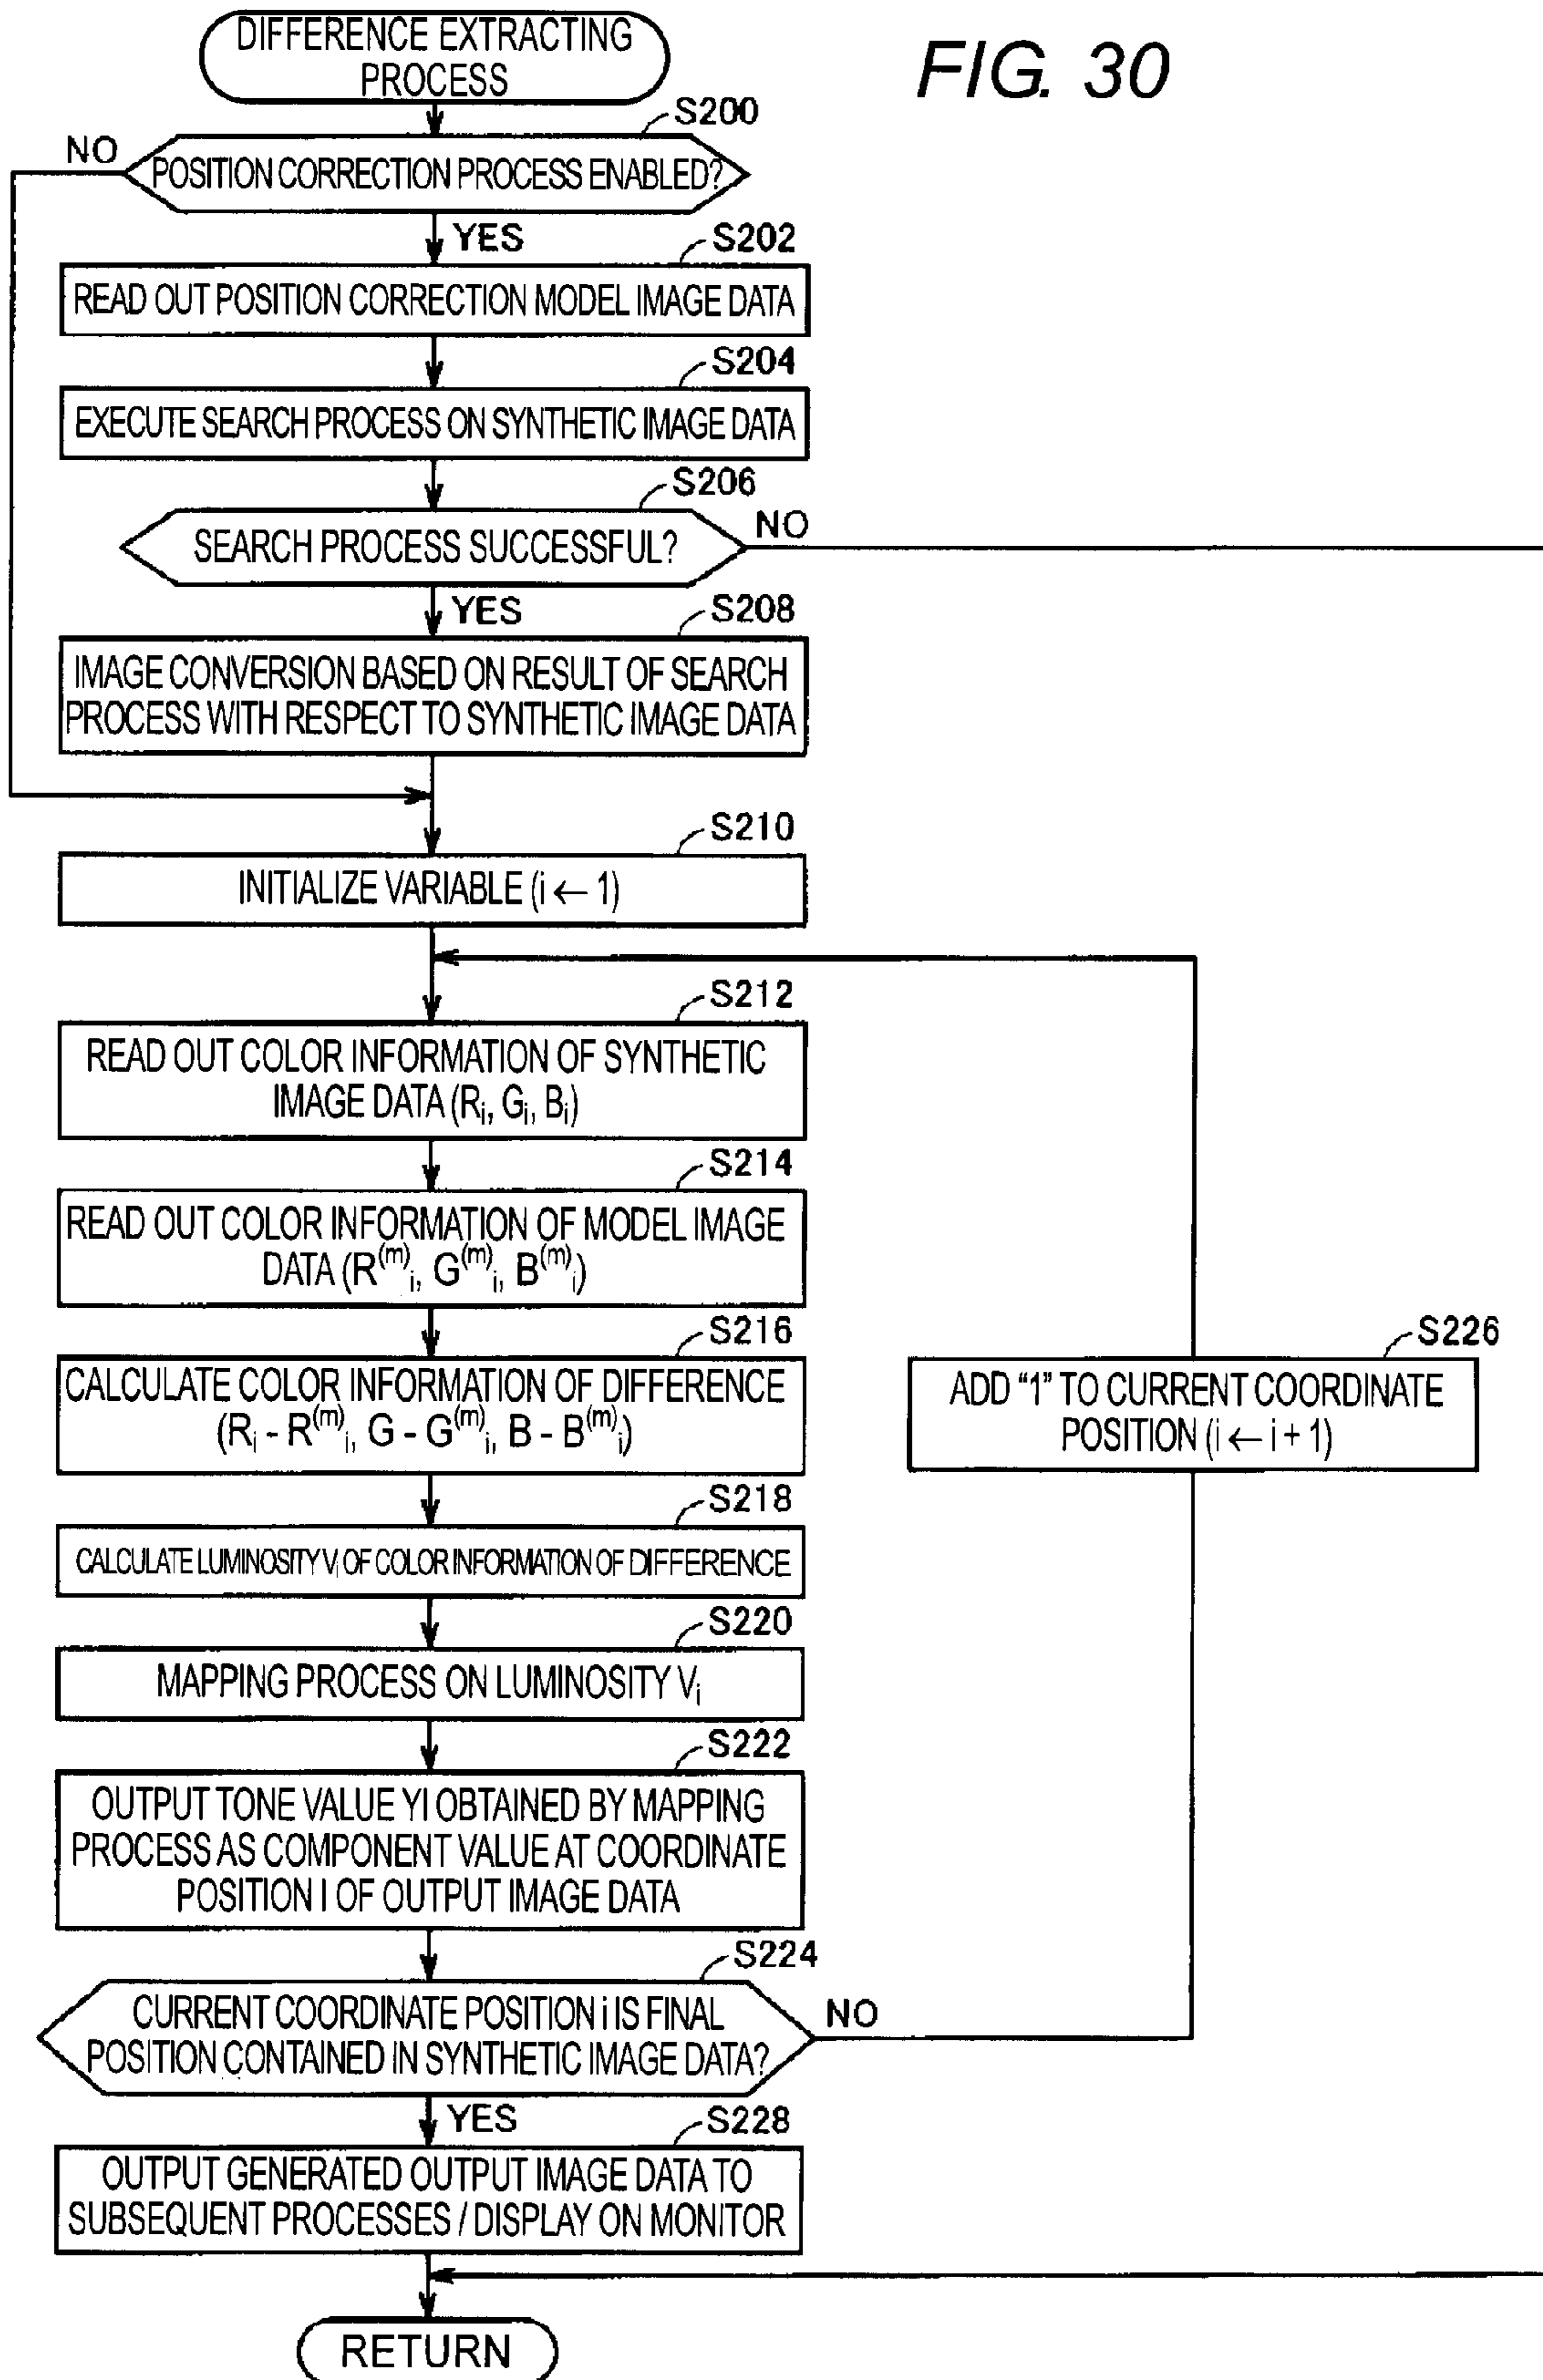 DIFFERENCE EXTRACTING
PROCESS
FIG. 30
S200
NO
POSITION CORRECTION PROCESS ENABLED?
YES
S202
READ OUT POSITION CORRECTION MODEL IMAGE DATA
S204
EXECUTE SEARCH PROCESS ON SYNTHETIC IMAGE DATA
S206
SEARCH PROCESS SUCCESSFUL?
NO
YES
S208
IMAGE CONVERSION BASED ON RESULT OF SEARCH
PROCESS WITH RESPECT TO SYNTHETIC IMAGE DATA
S210
INITIALIZE VARIABLE (i ← 1)
S212
READ OUT COLOR INFORMATION OF SYNTHETIC
IMAGE DATA (Rᵢ, Gᵢ, Bᵢ)
S214
READ OUT COLOR INFORMATION OF MODEL IMAGE
DATA (R⁽ᵐ⁾ᵢ, G⁽ᵐ⁾ᵢ, B⁽ᵐ⁾ᵢ)
S216
CALCULATE COLOR INFORMATION OF DIFFERENCE
(Rᵢ - R⁽ᵐ⁾ᵢ, G - G⁽ᵐ⁾ᵢ, B - B⁽ᵐ⁾ᵢ)
S226
ADD “1” TO CURRENT COORDINATE
POSITION (i ← i + 1)
S218
CALCULATE LUMINOSITY Vᵢ OF COLOR INFORMATION OF DIFFERENCE
S220
MAPPING PROCESS ON LUMINOSITY Vᵢ
S222
OUTPUT TONE VALUE YI OBTAINED BY MAPPING
PROCESS AS COMPONENT VALUE AT COORDINATE
POSITION I OF OUTPUT IMAGE DATA
S224
CURRENT COORDINATE POSITION i IS FINAL
POSITION CONTAINED IN SYNTHETIC IMAGE DATA?
NO
YES
S228
OUTPUT GENERATED OUTPUT IMAGE DATA TO
SUBSEQUENT PROCESSES / DISPLAY ON MONITOR
RETURN